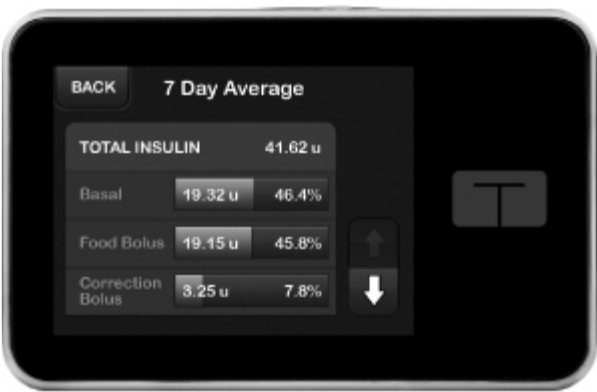 BACK 7 Day Average
TOTAL INSULIN 41.62 u
Basal 19.32 u 46.4%
Food Bolus 19.15 u 45.8%
Correction
Bolus 3.25 u 7.8%